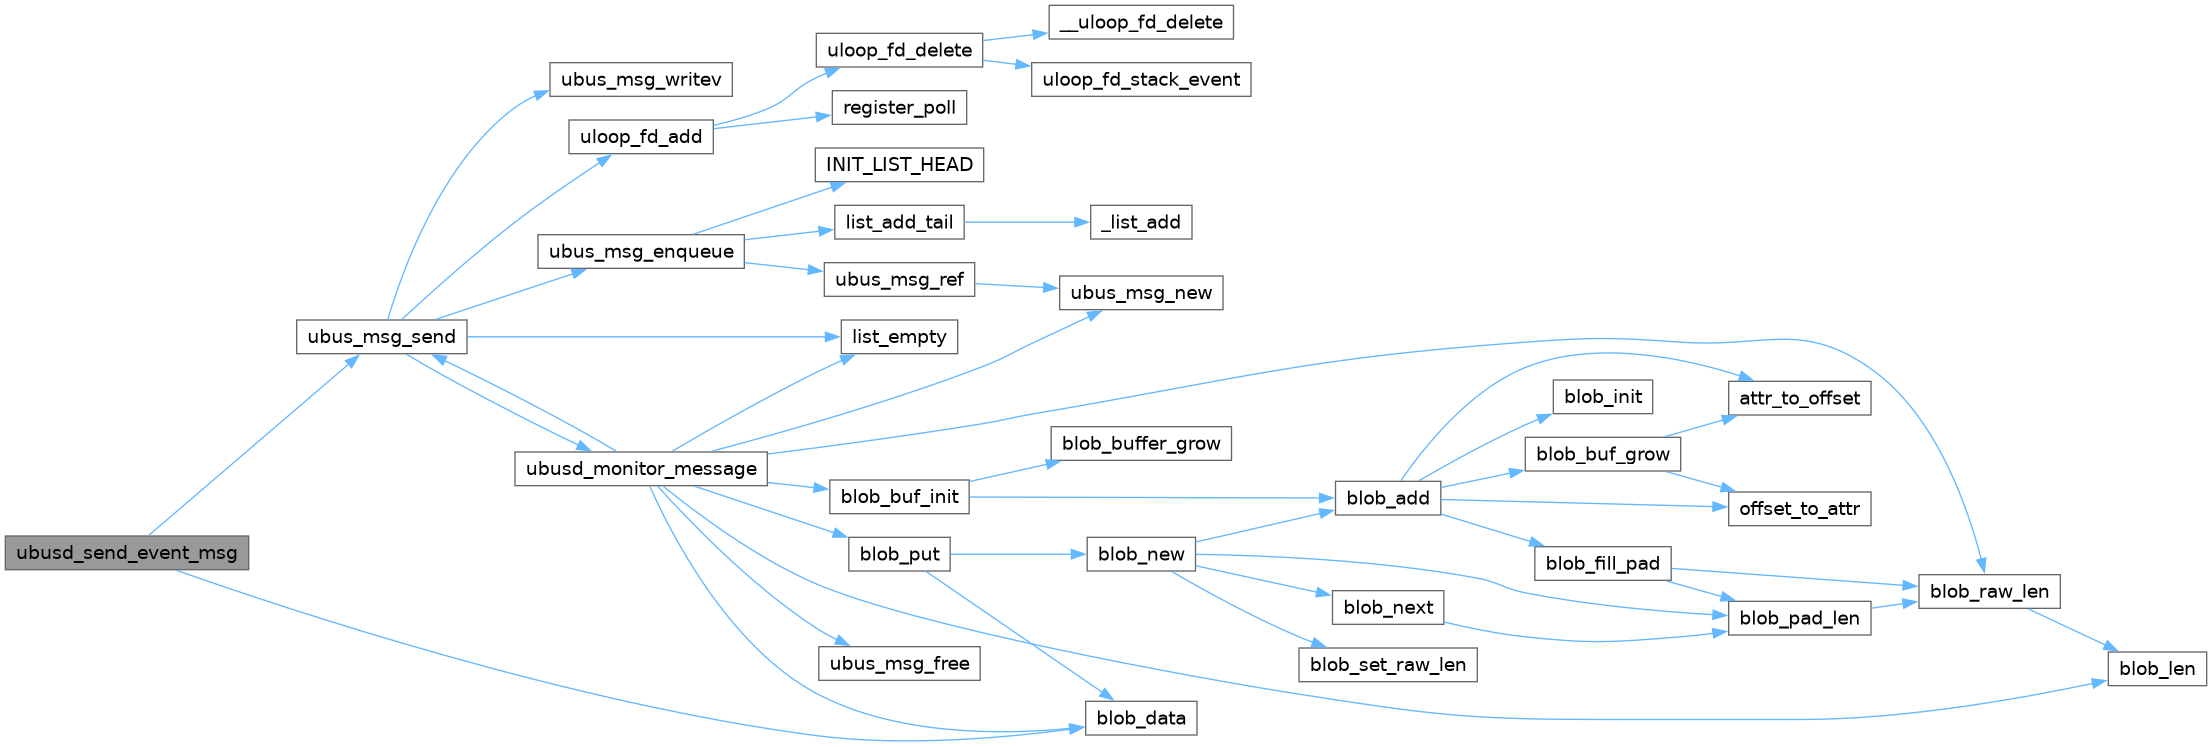 ubusd_send_event_msg
ubus_msg_send
ubus_msg_writev
uloop_fd_add
uloop_fd_delete
__uloop_fd_delete
uloop_fd_stack_event
register_poll
ubus_msg_enqueue
INIT_LIST_HEAD
list_add_tail
_list_add
ubus_msg_ref
ubus_msg_new
list_empty
ubusd_monitor_message
blob_buf_init
blob_buffer_grow
blob_put
blob_new
ubus_msg_free
blob_data
blob_add
blob_next
blob_set_raw_len
blob_init
blob_buf_grow
blob_fill_pad
attr_to_offset
offset_to_attr
blob_pad_len
blob_raw_len
blob_len